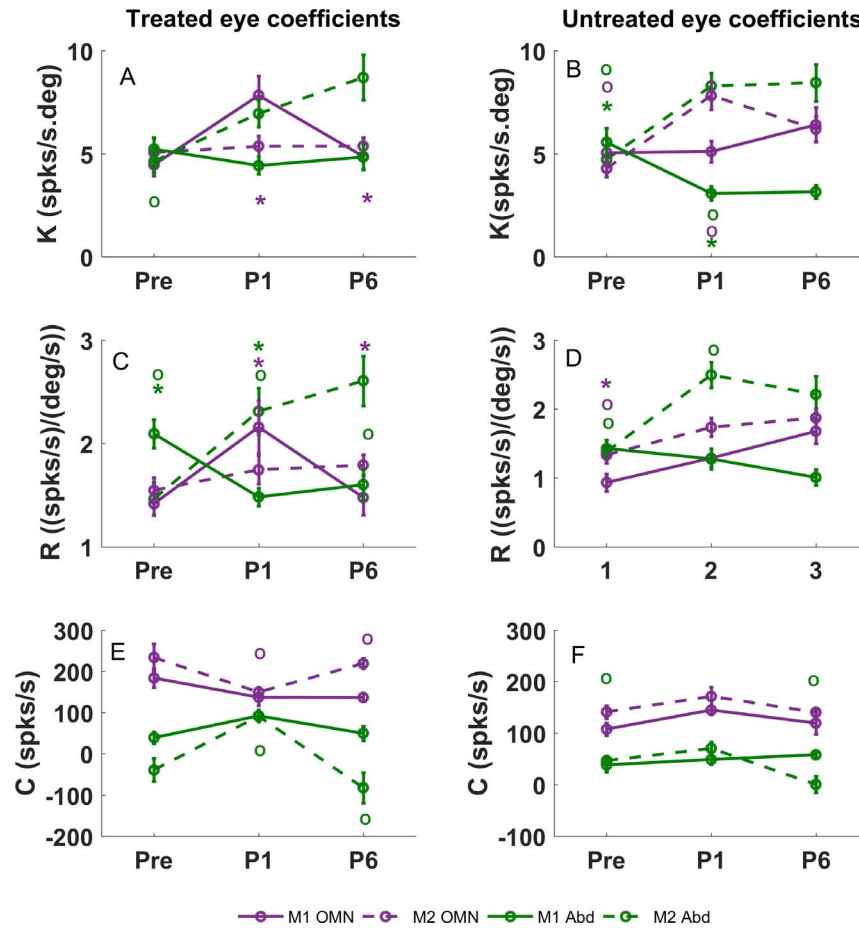 Treated eye coefficients
Untreated eye coefficients
A
K (spks/s.deg)
10
5
0
o
*
*
Pre
P1
P6
B
K(spks/s.deg)
10
5
0
o
o
*
o
o
*
Pre
P1
P6
C
R ((spks/s)/(deg/s))
3
2
1
o
*
*
*
o
*
o
Pre
P1
P6
D
R ((spks/s)/(deg/s))
3
2
1
0
*
o
o
o
1
2
3
E
C (spks/s)
300
200
100
0
-100
-200
o
o
o
o
Pre
P1
P6
F
C (spks/s)
300
200
100
0
-100
o
o
Pre
P1
P6
M1 OMN
M2 OMN
M1 Abd
M2 Abd